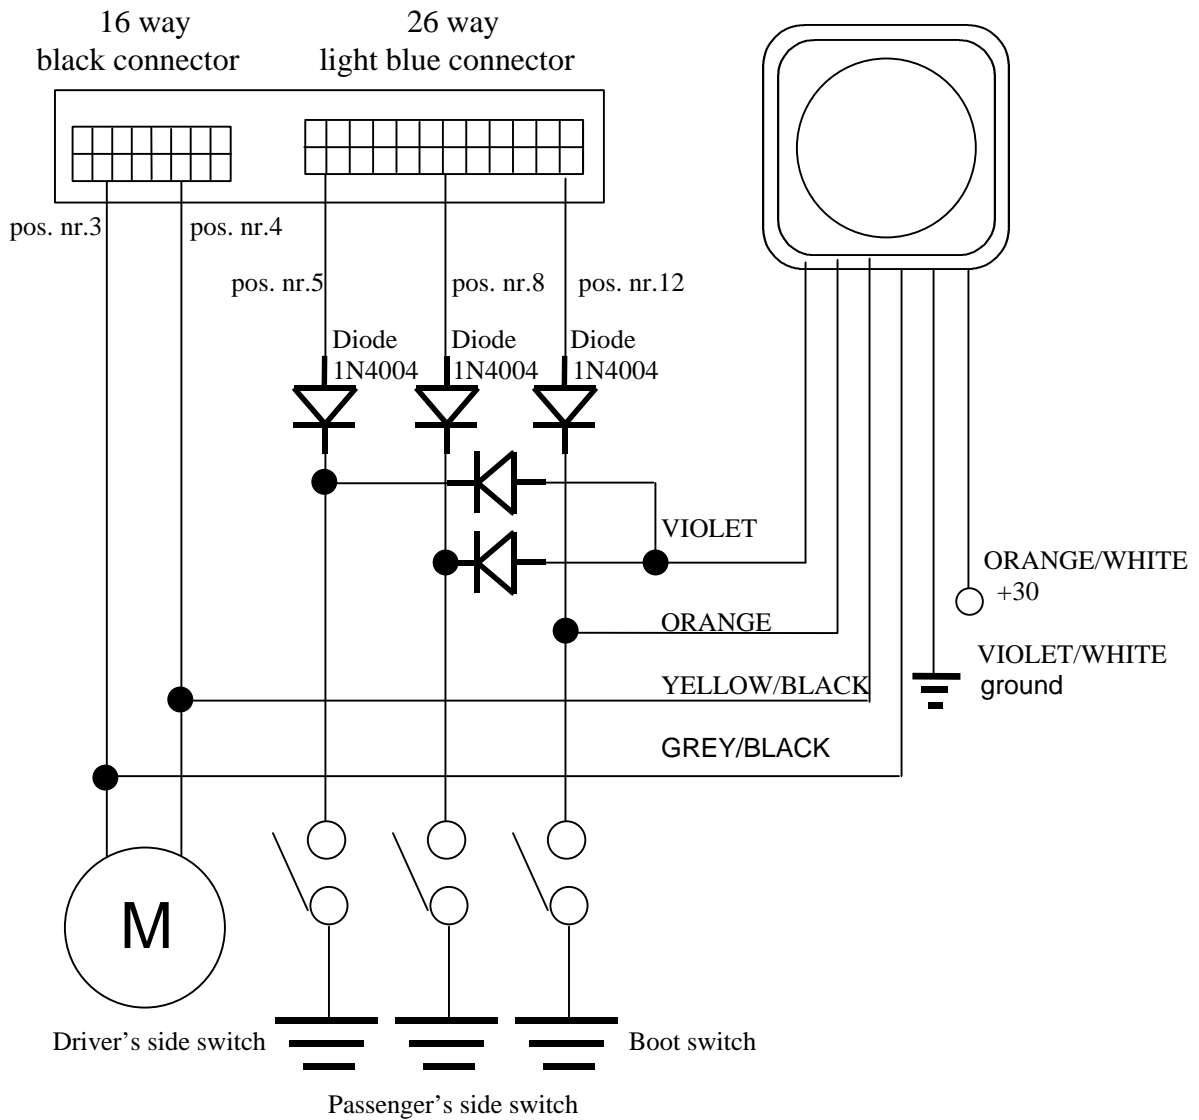 16 way
black connector
26 way
light blue connector
pos. nr.3
pos. nr.4
pos. nr.5
pos. nr.8
pos. nr.12
Diode
1N4004
Diode
1N4004
Diode
1N4004
VIOLET
ORANGE/WHITE
+30
ORANGE
VIOLET/WHITE
ground
YELLOW/BLACK
GREY/BLACK
M
Driver’s side switch
Boot switch
Passenger’s side switch